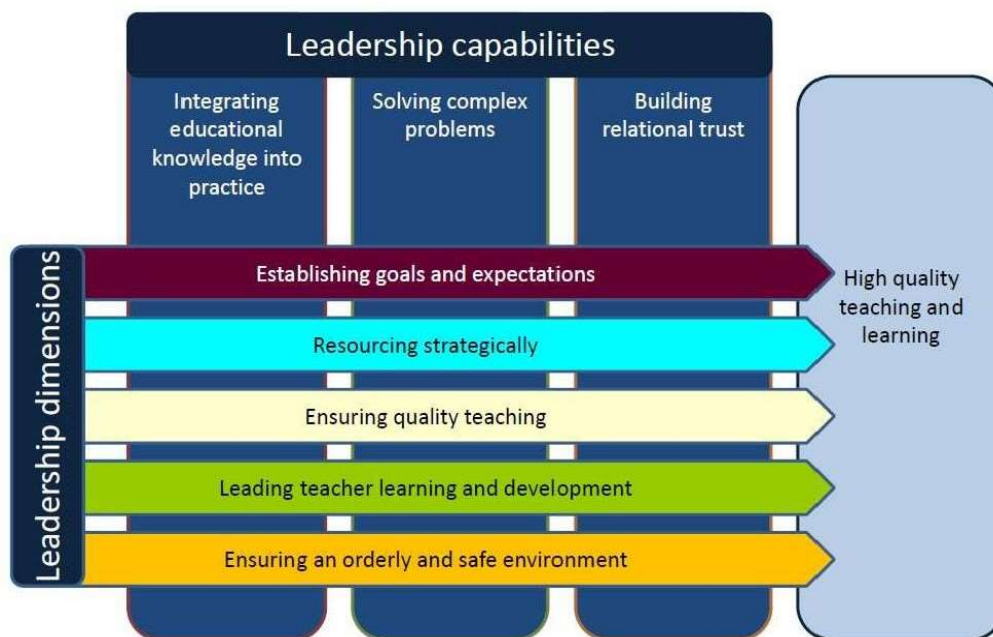 Leadership capabilities
Integrating
educational
knowledge into
practice
Solving complex
problems
Building
relational trust
Leadership dimensions
Establishing goals and expectations
Resourcing strategically
Ensuring quality teaching
Leading teacher learning and development
Ensuring an orderly and safe environment
High quality
teaching and
learning